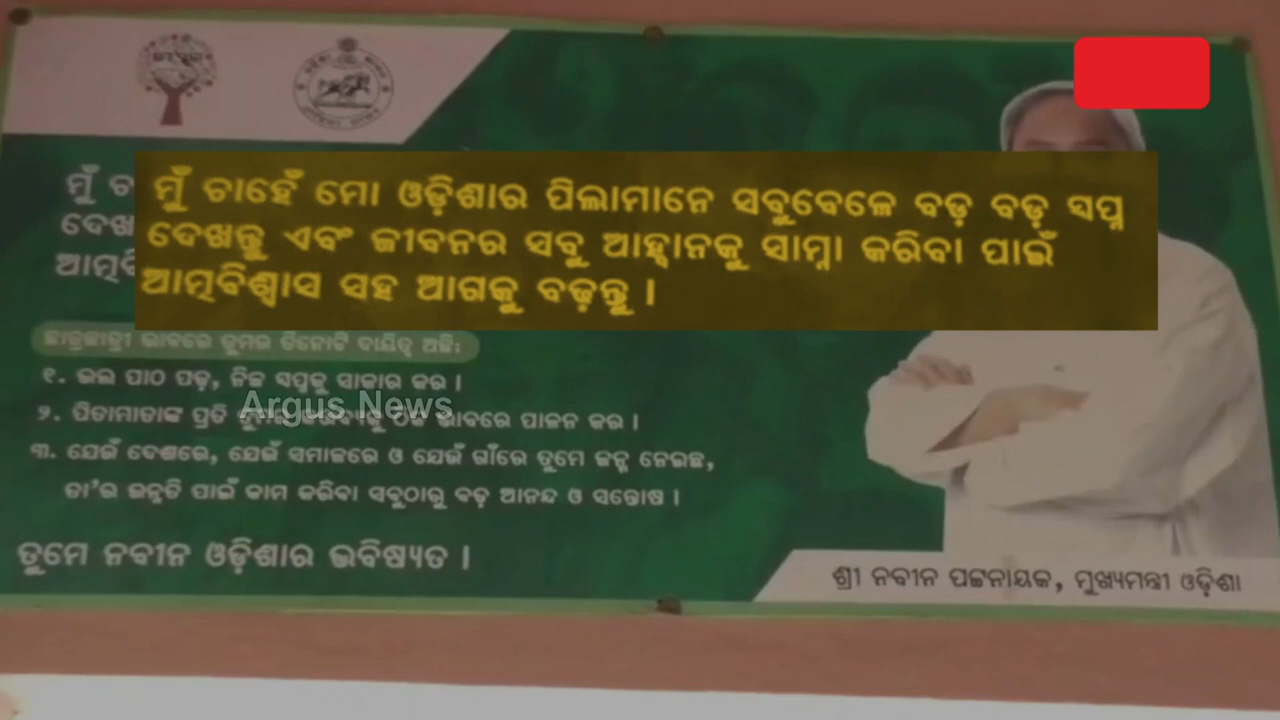 ମୁଁ ଚ
ମୁଁ ଚାହେଁ ମୋ ଓଡ଼ିଶାର ପିଲାମାନେ ସବୁବେଳେ ବଡ଼ ବଡ଼ ସପ୍ନ
ଦେଖ
ଦେଖନ୍ତୁ ଏବଂ ଜୀବନର ସବୁ ଆହ୍ବାନକୁ ସାମ୍ନା କରିବା ପାଇଁ
ଆତ୍ମବି
ଆତ୍ମବିଶ୍ୱାସ ସହ ଆଗକୁ ବଢ଼ନ୍ତୁ ।
ଛାତ୍ରଛାତ୍ରୀ ଭାବରେ ତୁମର ତିନୋଟି ଦାୟିତ୍ୱ ଅଛି:
୧. ଭଲ ପାଠ ପଢ଼, ନିଜ ସପ୍ନକୁ ସାକାର କର ।
Argus News
୨. ପିତାମାତାଙ୍କ ପ୍ରତି ଭାବରେ ପାଳନ କର ।
୩. ଯେଉଁ ଦେଶରେ, ଯେଉଁ ସମାଜରେ ଓ ଯେଉଁ ଗାଁରେ ତୁମେ ଜନ୍ମ ନେଇଛ,
ତା'ର ଉନ୍ନତି ପାଇଁ କାମ କରିବା ସବୁଠାରୁ ବଡ଼ ଆନନ୍ଦ ଓ ସନ୍ତୋଷ ।
ତୁମେ ନବୀନ ଓଡ଼ିଶାର ଭବିଷ୍ୟତ ।
ଶ୍ରୀ ନବୀନ ପଟ୍ଟନାୟକ, ମୁଖ୍ୟମନ୍ତ୍ରୀ ଓଡ଼ିଶା